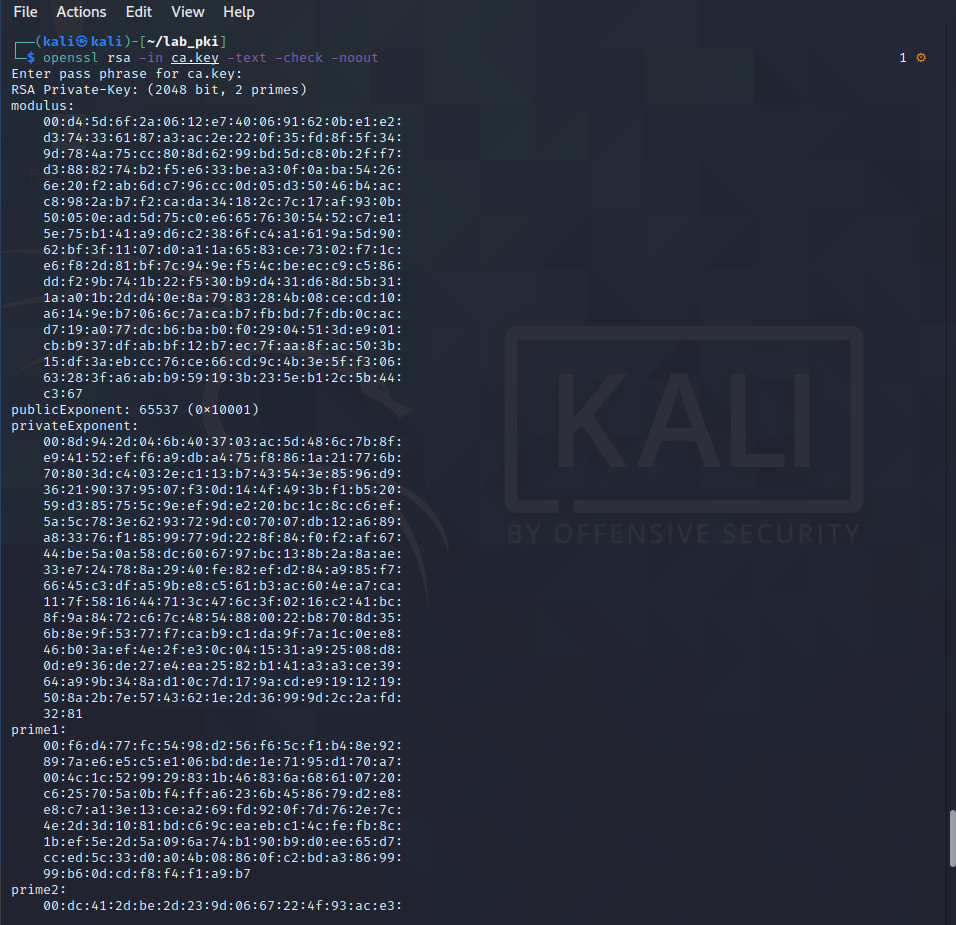 File Actions Edit View Help
┌──(kali㉿kali)-[~/lab_pki]
└─$ openssl rsa -in ca.key -text -check -noout 1 ⚙
Enter pass phrase for ca.key:
RSA Private-Key: (2048 bit, 2 primes)
modulus:
00:d4:5d:6f:2a:06:12:e7:40:06:91:62:0b:e1:e2:
d3:74:33:61:87:a3:ac:2e:22:0f:35:fd:8f:5f:34:
9d:78:4a:75:cc:80:8d:62:99:bd:5d:c8:0b:2f:f7:
d3:88:82:74:b2:f5:e6:33:be:a3:0f:0a:ba:54:26:
6e:20:f2:ab:6d:c7:96:cc:0d:05:d3:50:46:b4:ac:
c8:98:2a:b7:f2:ca:da:34:18:2c:7c:17:af:93:0b:
50:05:0e:ad:5d:75:c0:e6:65:76:30:54:52:c7:e1:
5e:75:b1:41:a9:d6:c2:38:6f:c4:a1:61:9a:5d:90:
62:bf:3f:11:07:d0:a1:1a:65:83:ce:73:02:f7:1c:
e6:f8:2d:81:bf:7c:94:9e:f5:4c:be:ec:c9:c5:86:
dd:f2:9b:74:1b:22:f5:30:b9:d4:31:d6:8d:5b:31:
1a:a0:1b:2d:d4:0e:8a:79:83:28:4b:08:ce:cd:10:
a6:14:9e:b7:06:6c:7a:ca:b7:fb:bd:7f:db:0c:ac:
d7:19:a0:77:dc:b6:ba:b0:f0:29:04:51:3d:e9:01:
cb:b9:37:df:ab:bf:12:b7:ec:7f:aa:8f:ac:50:3b:
15:df:3a:eb:cc:76:ce:66:cd:9c:4b:3e:5f:f3:06:
63:28:3f:a6:ab:b9:59:19:3b:23:5e:b1:2c:5b:44:
c3:67
publicExponent: 65537 (0×10001)
privateExponent:
00:8d:94:2d:04:6b:40:37:03:ac:5d:48:6c:7b:8f:
e9:41:52:ef:f6:a9:db:a4:75:f8:86:1a:21:77:6b:
70:80:3d:c4:03:2e:c1:13:b7:43:54:3e:85:96:d9:
36:21:90:37:95:07:f3:0d:14:4f:49:3b:f1:b5:20:
59:d3:85:75:5c:9e:ef:9d:e2:20:bc:1c:8c:c6:ef:
5a:5c:78:3e:62:93:72:9d:c0:70:07:db:12:a6:89:
a8:33:76:f1:85:99:77:9d:22:8f:84:f0:f2:af:67:
44:be:5a:0a:58:dc:60:67:97:bc:13:8b:2a:8a:ae:
33:e7:24:78:8a:29:40:fe:82:ef:d2:84:a9:85:f7:
66:45:c3:df:a5:9b:e8:c5:61:b3:ac:60:4e:a7:ca:
11:7f:58:16:44:71:3c:47:6c:3f:02:16:c2:41:bc:
8f:9a:84:72:c6:7c:48:54:88:00:22:b8:70:8d:35:
6b:8e:9f:53:77:f7:ca:b9:c1:da:9f:7a:1c:0e:e8:
46:b0:3a:ef:4e:2f:e3:0c:04:15:31:a9:25:08:d8:
0d:e9:36:de:27:e4:ea:25:82:b1:41:a3:a3:ce:39:
64:a9:9b:34:8a:d1:0c:7d:17:9a:cd:e9:19:12:19:
50:8a:2b:7e:57:43:62:1e:2d:36:99:9d:2c:2a:fd:
32:81
prime1:
00:f6:d4:77:fc:54:98:d2:56:f6:5c:f1:b4:8e:92:
89:7a:e6:e5:c5:e1:06:bd:de:1e:71:95:d1:70:a7:
00:4c:1c:52:99:29:83:1b:46:83:6a:68:61:07:20:
c6:25:70:5a:0b:f4:ff:a6:23:6b:45:86:79:d2:e8:
e8:c7:a1:3e:13:ce:a2:69:fd:92:0f:7d:76:2e:7c:
4e:2d:3d:10:81:bd:c6:9c:ea:eb:c1:4c:fe:fb:8c:
1b:ef:5e:2d:5a:09:6a:74:b1:90:b9:d0:ee:65:d7:
cc:ed:5c:33:d0:a0:4b:08:86:0f:c2:bd:a3:86:99:
99:b6:0d:cd:f8:f4:f1:a9:b7
prime2:
00:dc:41:2d:be:2d:23:9d:06:67:22:4f:93:ac:e3:
KALI
BY OFFENSIVE SECURITY